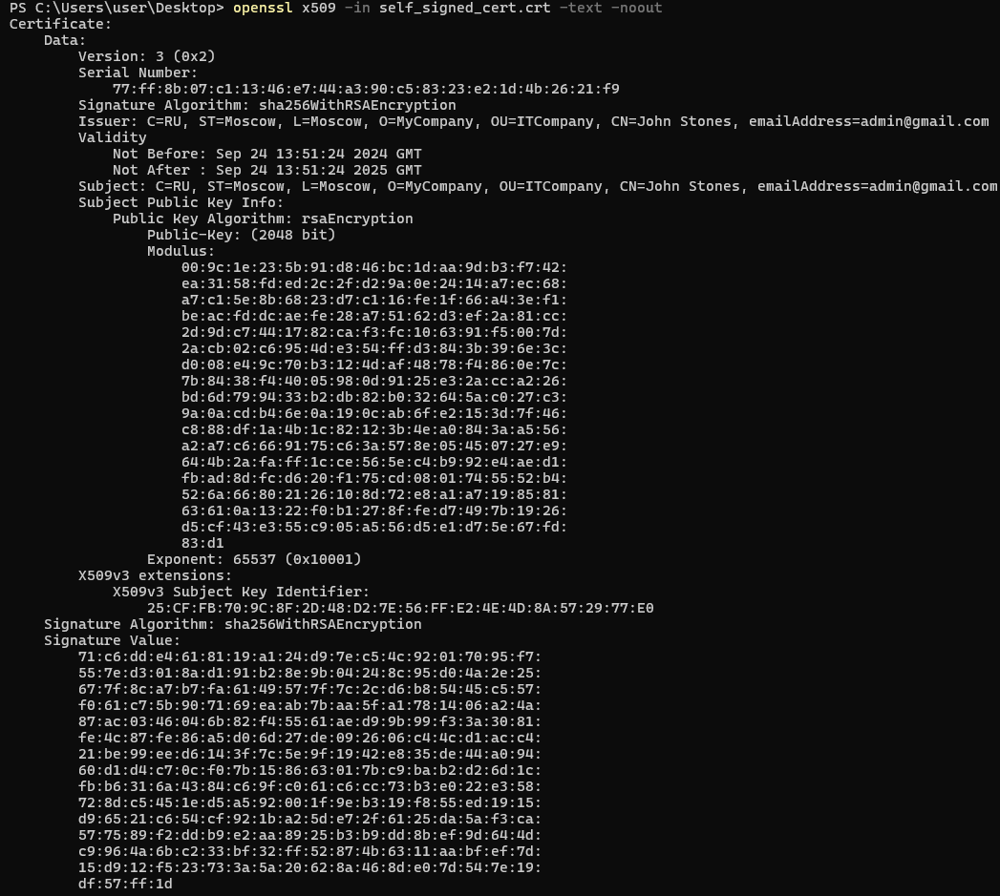 PS C:\Users\user\Desktop> openssl x509 -in self_signed_cert.crt -text -noout
Certificate:
    Data:
        Version: 3 (0x2)
        Serial Number:
            77:ff:8b:07:c1:13:46:e7:44:a3:90:c5:83:23:e2:1d:4b:26:21:f9
        Signature Algorithm: sha256WithRSAEncryption
        Issuer: C=RU, ST=Moscow, L=Moscow, O=MyCompany, OU=ITCompany, CN=John Stones, emailAddress=admin@gmail.com
        Validity
            Not Before: Sep 24 13:51:24 2024 GMT
            Not After : Sep 24 13:51:24 2025 GMT
        Subject: C=RU, ST=Moscow, L=Moscow, O=MyCompany, OU=ITCompany, CN=John Stones, emailAddress=admin@gmail.com
        Subject Public Key Info:
            Public Key Algorithm: rsaEncryption
                Public-Key: (2048 bit)
                Modulus:
                    00:9c:1e:23:5b:91:d8:46:bc:1d:aa:9d:b3:f7:42:
                    ea:31:58:fd:ed:2c:2f:d2:9a:0e:24:14:a7:ec:68:
                    a7:c1:5e:8b:68:23:d7:c1:16:fe:1f:66:a4:3e:f1:
                    be:ac:fd:dc:ae:fe:28:a7:51:62:d3:ef:2a:81:cc:
                    2d:9d:c7:44:17:82:ca:f3:fc:10:63:91:f5:00:7d:
                    2a:cb:02:c6:95:4d:e3:54:ff:d3:84:3b:39:6e:3c:
                    d0:08:e4:9c:70:b3:12:4d:af:48:78:f4:86:0e:7c:
                    7b:84:38:f4:40:05:98:0d:91:25:e3:2a:cc:a2:26:
                    bd:6d:79:94:33:b2:db:82:b0:32:64:5a:c0:27:c3:
                    9a:0a:cd:b4:6e:0a:19:0c:ab:6f:e2:15:3d:7f:46:
                    c8:88:df:1a:4b:1c:82:12:3b:4e:a0:84:3a:a5:56:
                    a2:a7:c6:66:91:75:c6:3a:57:8e:05:45:07:27:e9:
                    64:4b:2a:fa:ff:1c:ce:56:5e:c4:b9:92:e4:ae:d1:
                    fb:ad:8d:fc:d6:20:f1:75:cd:08:01:74:55:52:b4:
                    52:6a:66:80:21:26:10:8d:72:e8:a1:a7:19:85:81:
                    63:61:0a:13:22:f0:b1:27:8f:fe:d7:49:7b:19:26:
                    d5:cf:43:e3:55:c9:05:a5:56:d5:e1:d7:5e:67:fd:
                    83:d1
                Exponent: 65537 (0x10001)
        X509v3 extensions:
            X509v3 Subject Key Identifier:
                25:CF:FB:70:9C:8F:2D:48:D2:7E:56:FF:E2:4E:4D:8A:57:29:77:E0
    Signature Algorithm: sha256WithRSAEncryption
    Signature Value:
        71:c6:dd:e4:61:81:19:a1:24:d9:7e:c5:4c:92:01:70:95:f7:
        55:7e:d3:01:8a:d1:91:b2:8e:9b:04:24:8c:95:d0:4a:2e:25:
        67:7f:8c:a7:b7:fa:61:49:57:7f:7c:2c:d6:b8:54:45:c5:57:
        f0:61:c7:5b:90:71:69:ea:ab:7b:aa:5f:a1:78:14:06:a2:4a:
        87:ac:03:46:04:6b:82:f4:55:61:ae:d9:9b:99:f3:3a:30:81:
        fe:4c:87:fe:86:a5:d0:6d:27:de:09:26:06:c4:4c:d1:ac:c4:
        21:be:99:ee:d6:14:3f:7c:5e:9f:19:42:e8:35:de:44:a0:94:
        60:d1:d4:c7:0c:f0:7b:15:86:63:01:7b:c9:ba:b2:d2:6d:1c:
        fb:b6:31:6a:43:84:c6:9f:c0:61:c6:cc:73:b3:e0:22:e3:58:
        72:8d:c5:45:1e:d5:a5:92:00:1f:9e:b3:19:f8:55:ed:19:15:
        d9:65:21:c6:54:cf:92:1b:a2:5d:e7:2f:61:25:da:5a:f3:ca:
        57:75:89:f2:dd:b9:e2:aa:89:25:b3:b9:dd:8b:ef:9d:64:4d:
        c9:96:4a:6b:c2:33:bf:32:ff:52:87:4b:63:11:aa:bf:ef:7d:
        15:d9:12:f5:23:73:3a:5a:20:62:8a:46:8d:e0:7d:54:7e:19:
        df:57:ff:1d